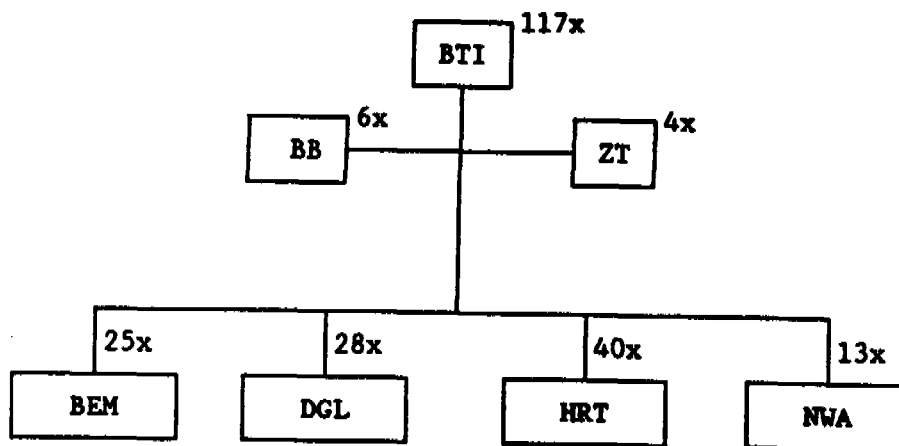 117x
BTI
6x
BB
4x
ZT
25x
28x
40x
13x
BEM
DGL
HRT
NWA